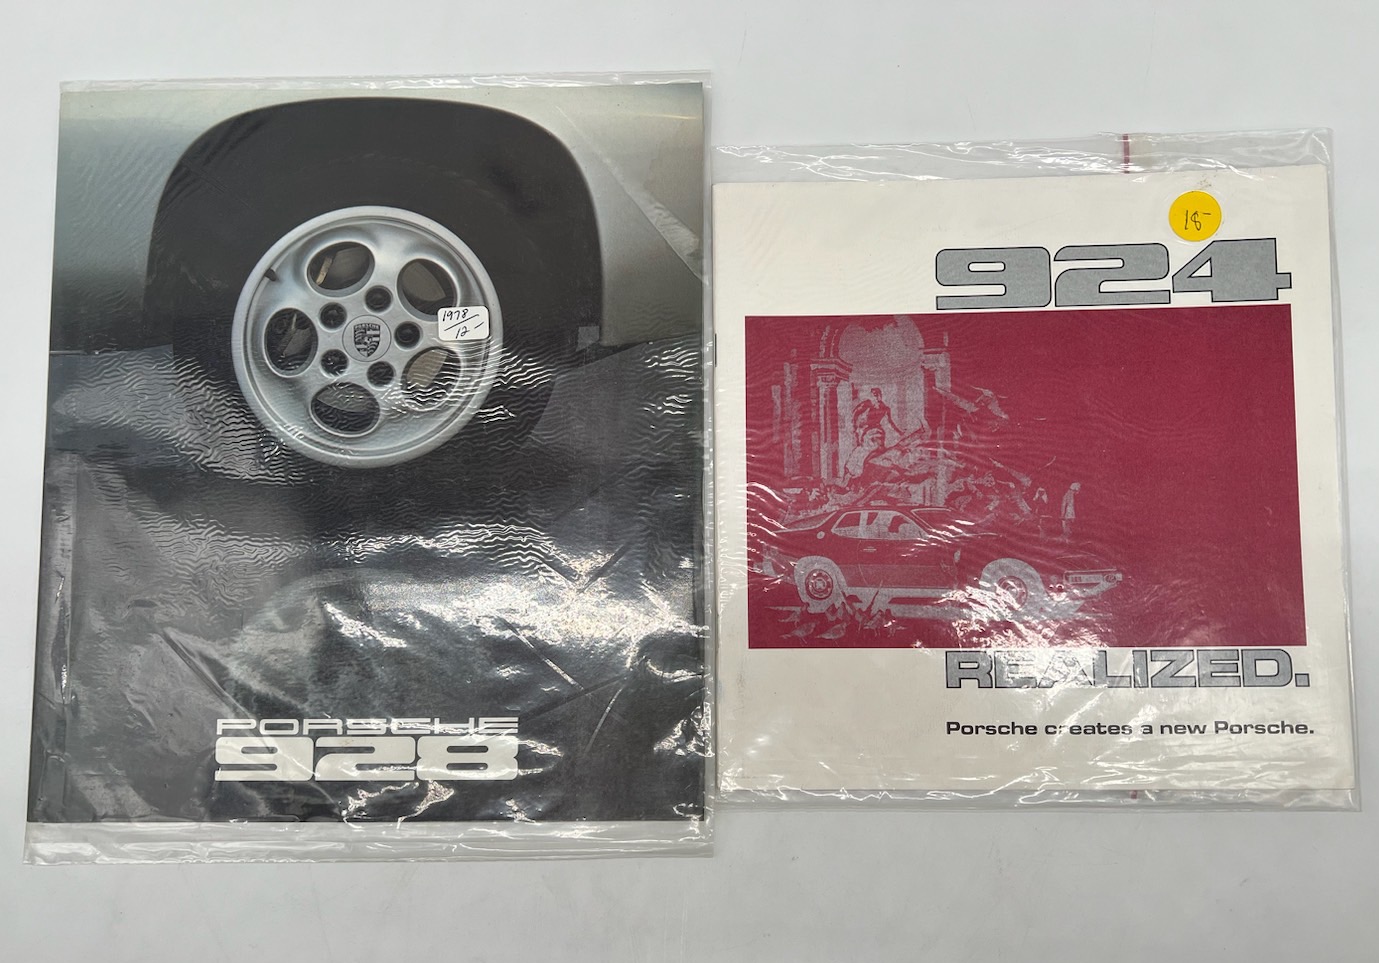 1978/
12-
PORSCHE
928
18-
924
REALIZED.
Porsche creates a new Porsche.